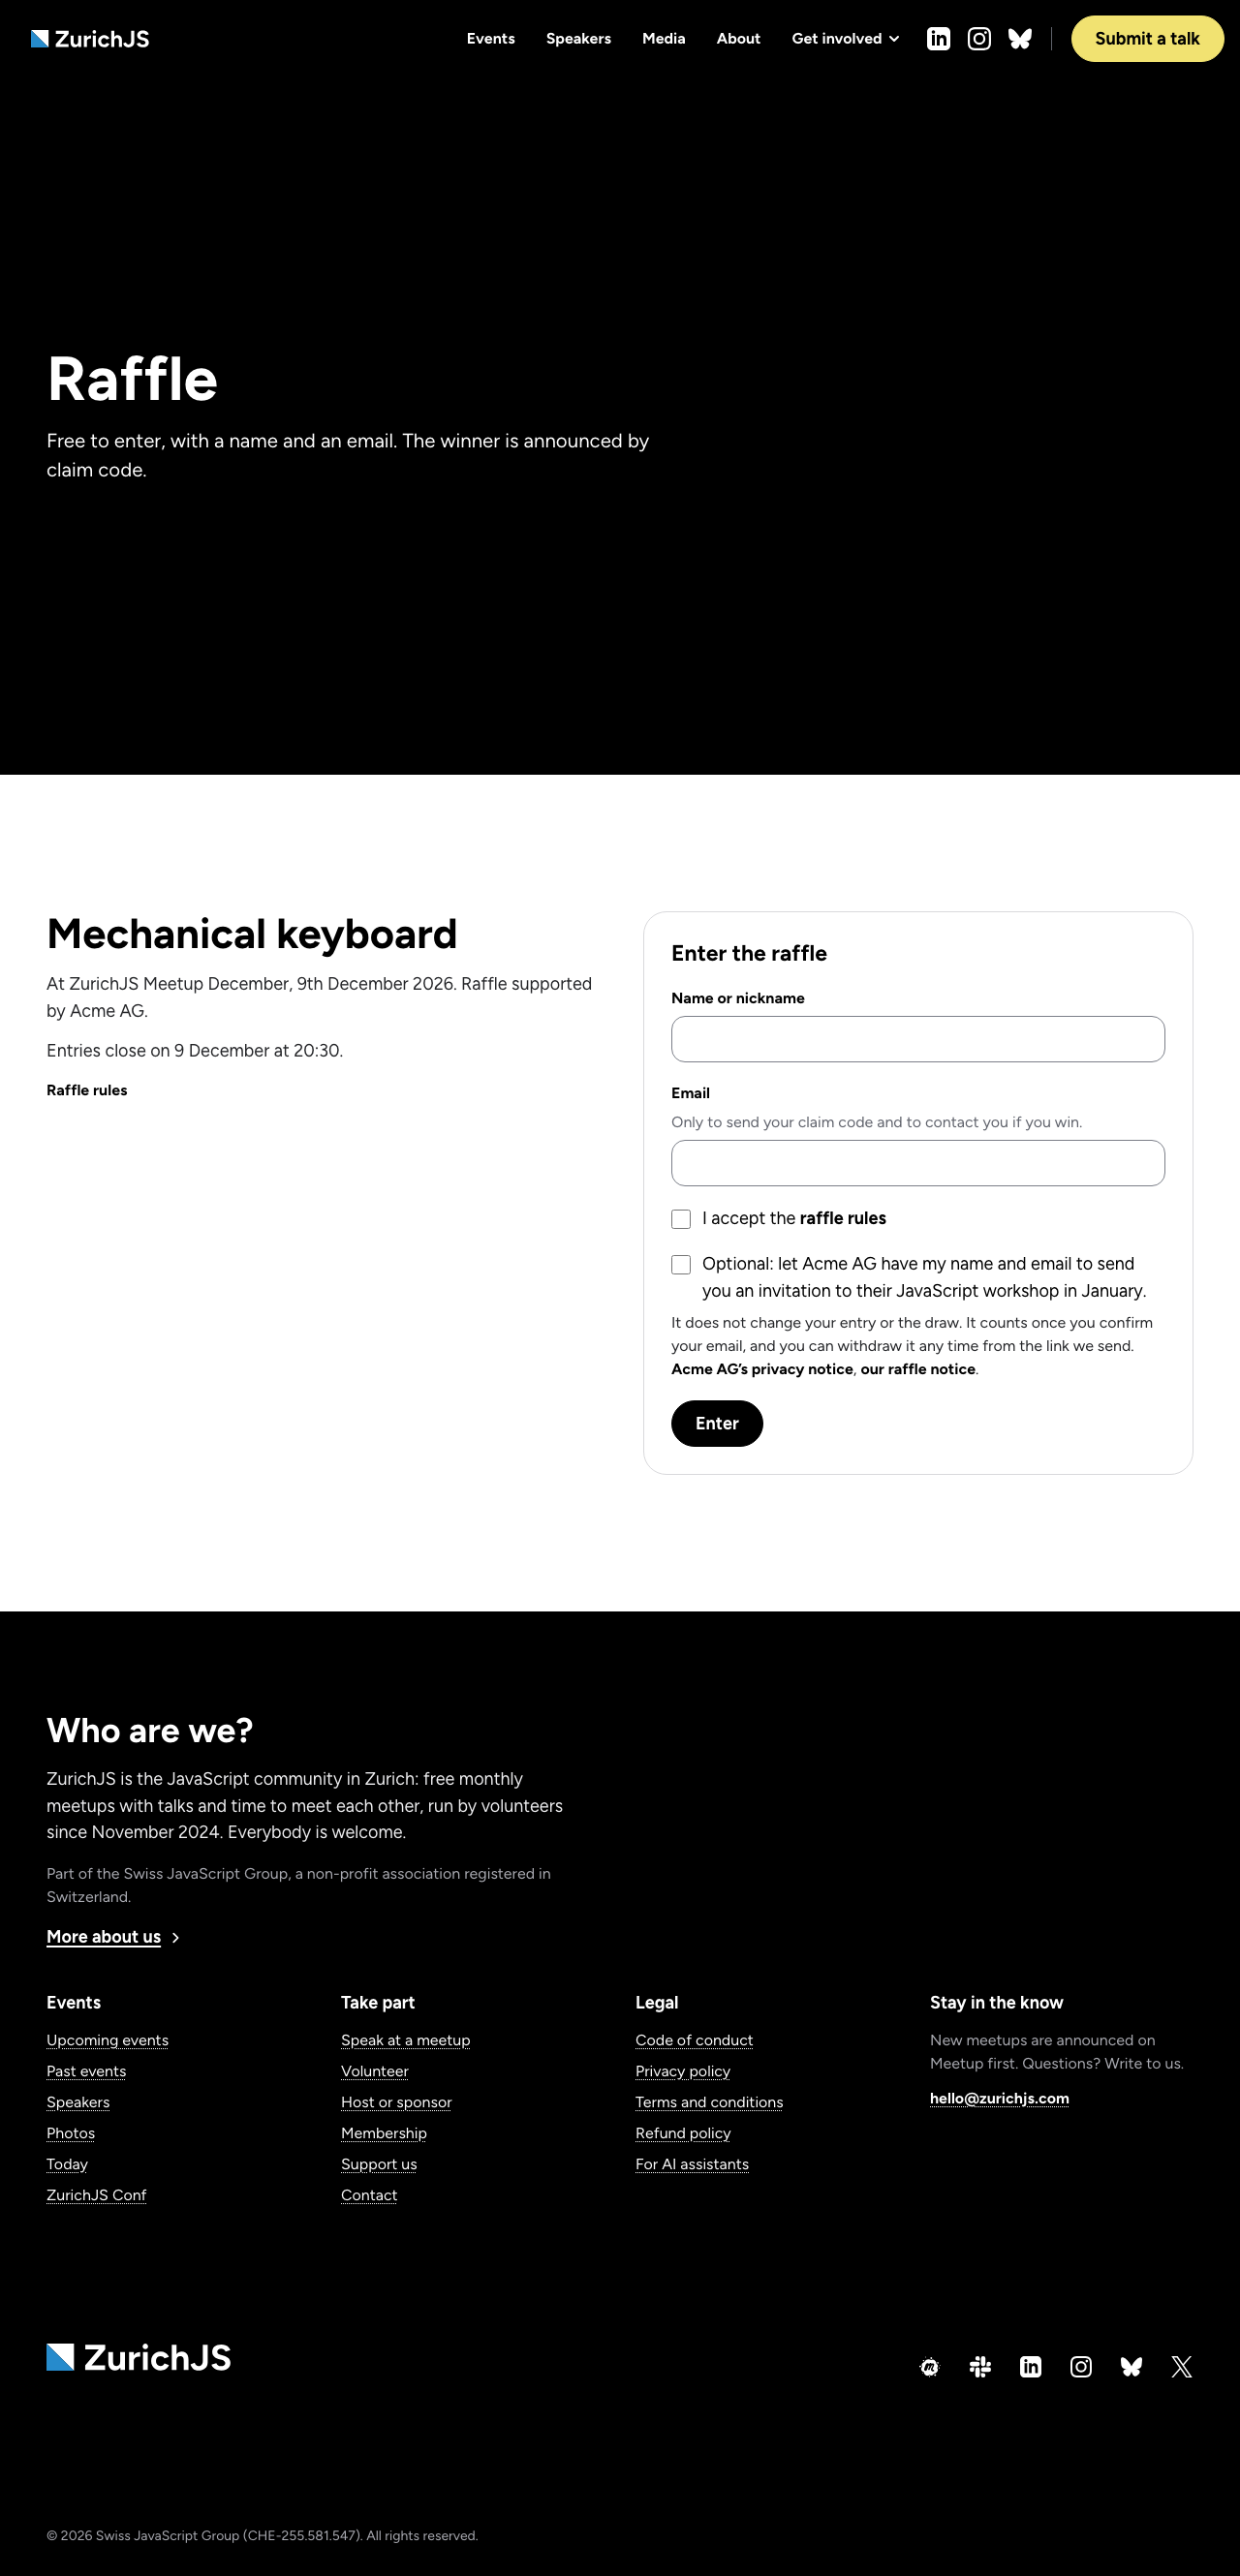 ZurichJS
Events
Speakers
Media
About
Get involved
Submit a talk
Raffle
Free to enter, with a name and an email. The winner is announced by
claim code.
Mechanical keyboard
At ZurichJS Meetup December, 9th December 2026. Raffle supported
by Acme AG.
Entries close on 9 December at 20:30.
Raffle rules
Enter the raffle
Name or nickname
Email
Only to send your claim code and to contact you if you win.
I accept the raffle rules
Optional: let Acme AG have my name and email to send
you an invitation to their JavaScript workshop in January.
It does not change your entry or the draw. It counts once you confirm
your email, and you can withdraw it any time from the link we send.
Acme AG’s privacy notice, our raffle notice.
Enter
Who are we?
ZurichJS is the JavaScript community in Zurich: free monthly
meetups with talks and time to meet each other, run by volunteers
since November 2024. Everybody is welcome.
Part of the Swiss JavaScript Group, a non-profit association registered in
Switzerland.
More about us
Events
Upcoming events
Past events
Speakers
Photos
Today
ZurichJS Conf
Take part
Speak at a meetup
Volunteer
Host or sponsor
Membership
Support us
Contact
Legal
Code of conduct
Privacy policy
Terms and conditions
Refund policy
For AI assistants
Stay in the know
New meetups are announced on
Meetup first. Questions? Write to us.
hello@zurichjs.com
ZurichJS
© 2026 Swiss JavaScript Group (CHE-255.581.547). All rights reserved.